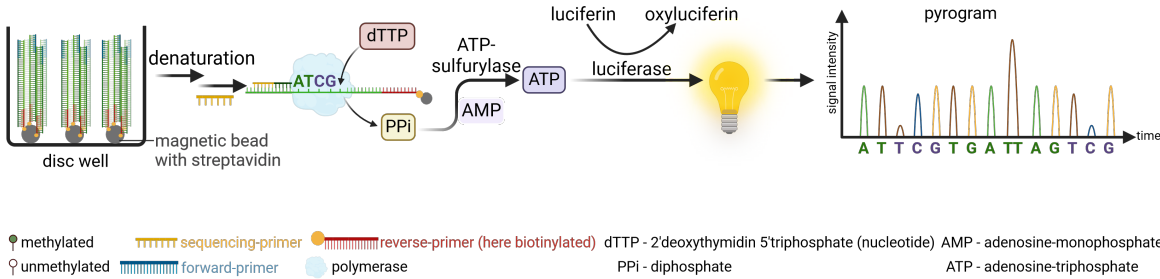 luciferin oxyluciferin pyrogram
dTTP
ATP-
sulfurylase
denaturation
ATCG
ATP
luciferase
AMP
PPi
magnetic bead
with streptavidin
disc well
signal intensity
time
A T T C G T G A TT A G T C G
methylated
sequencing-primer
reverse-primer (here biotinylated)
dTTP - 2'deoxythymidin 5'triphosphate (nucleotide)
AMP - adenosine-monophosphate
unmethylated
forward-primer
polymerase
PPi - diphosphate
ATP - adenosine-triphosphate